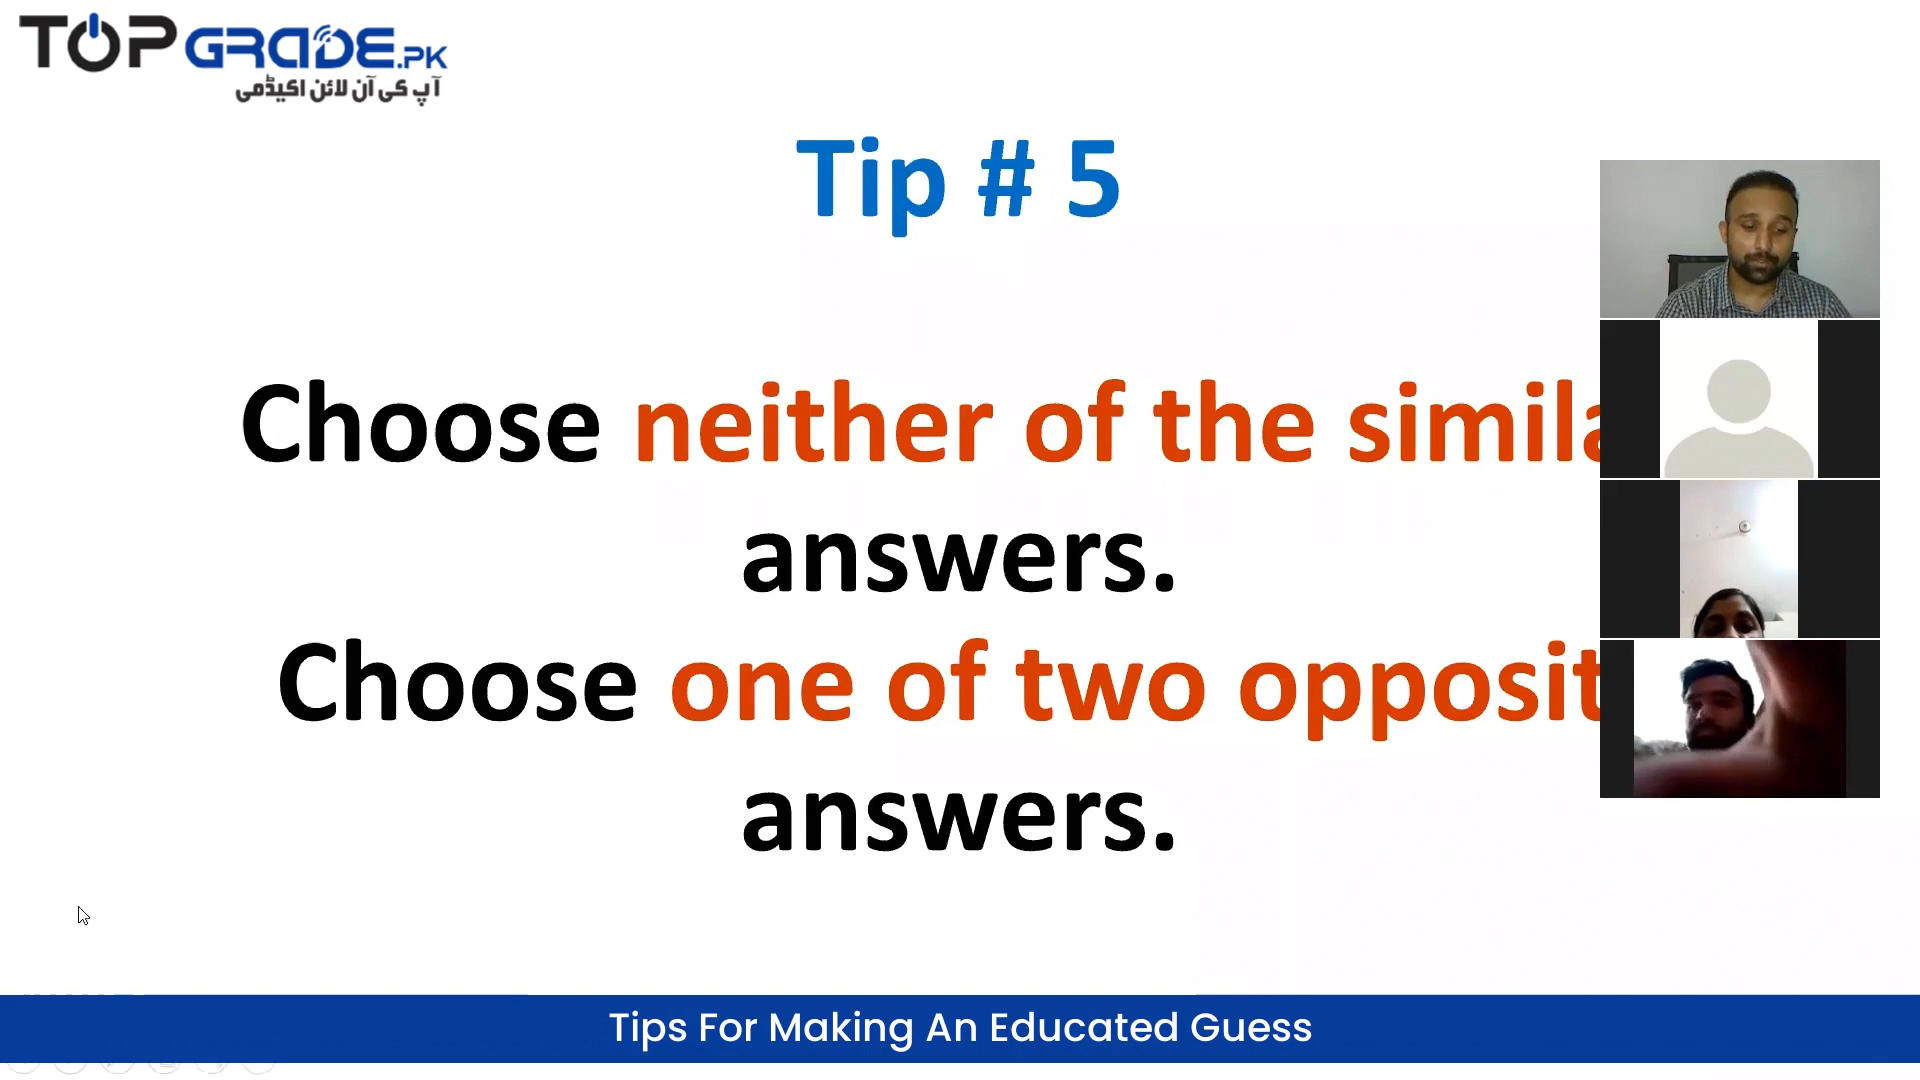 TOPGRADE.PK
آپ کی آن لائن اکیڈمی
Tip # 5
Choose neither of the simila
answers.
Choose one of two opposit
answers.
Tips For Making An Educated Guess